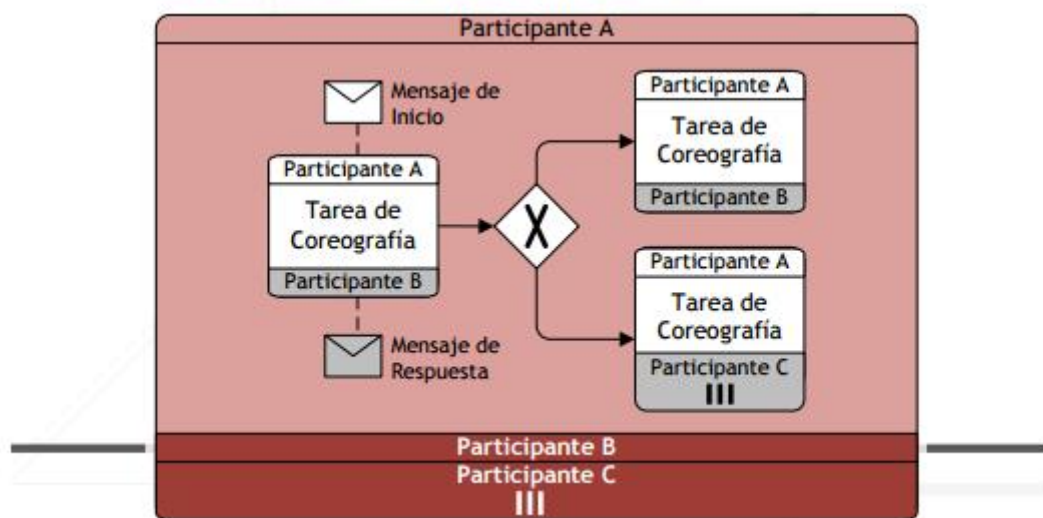 Participante A
Mensaje de
Inicio
Participante A
Tarea de
Coreografía
Participante B
Mensaje de
Respuesta
X
Participante A
Tarea de
Coreografía
Participante B
Participante A
Tarea de
Coreografía
Participante C
Participante B
Participante C